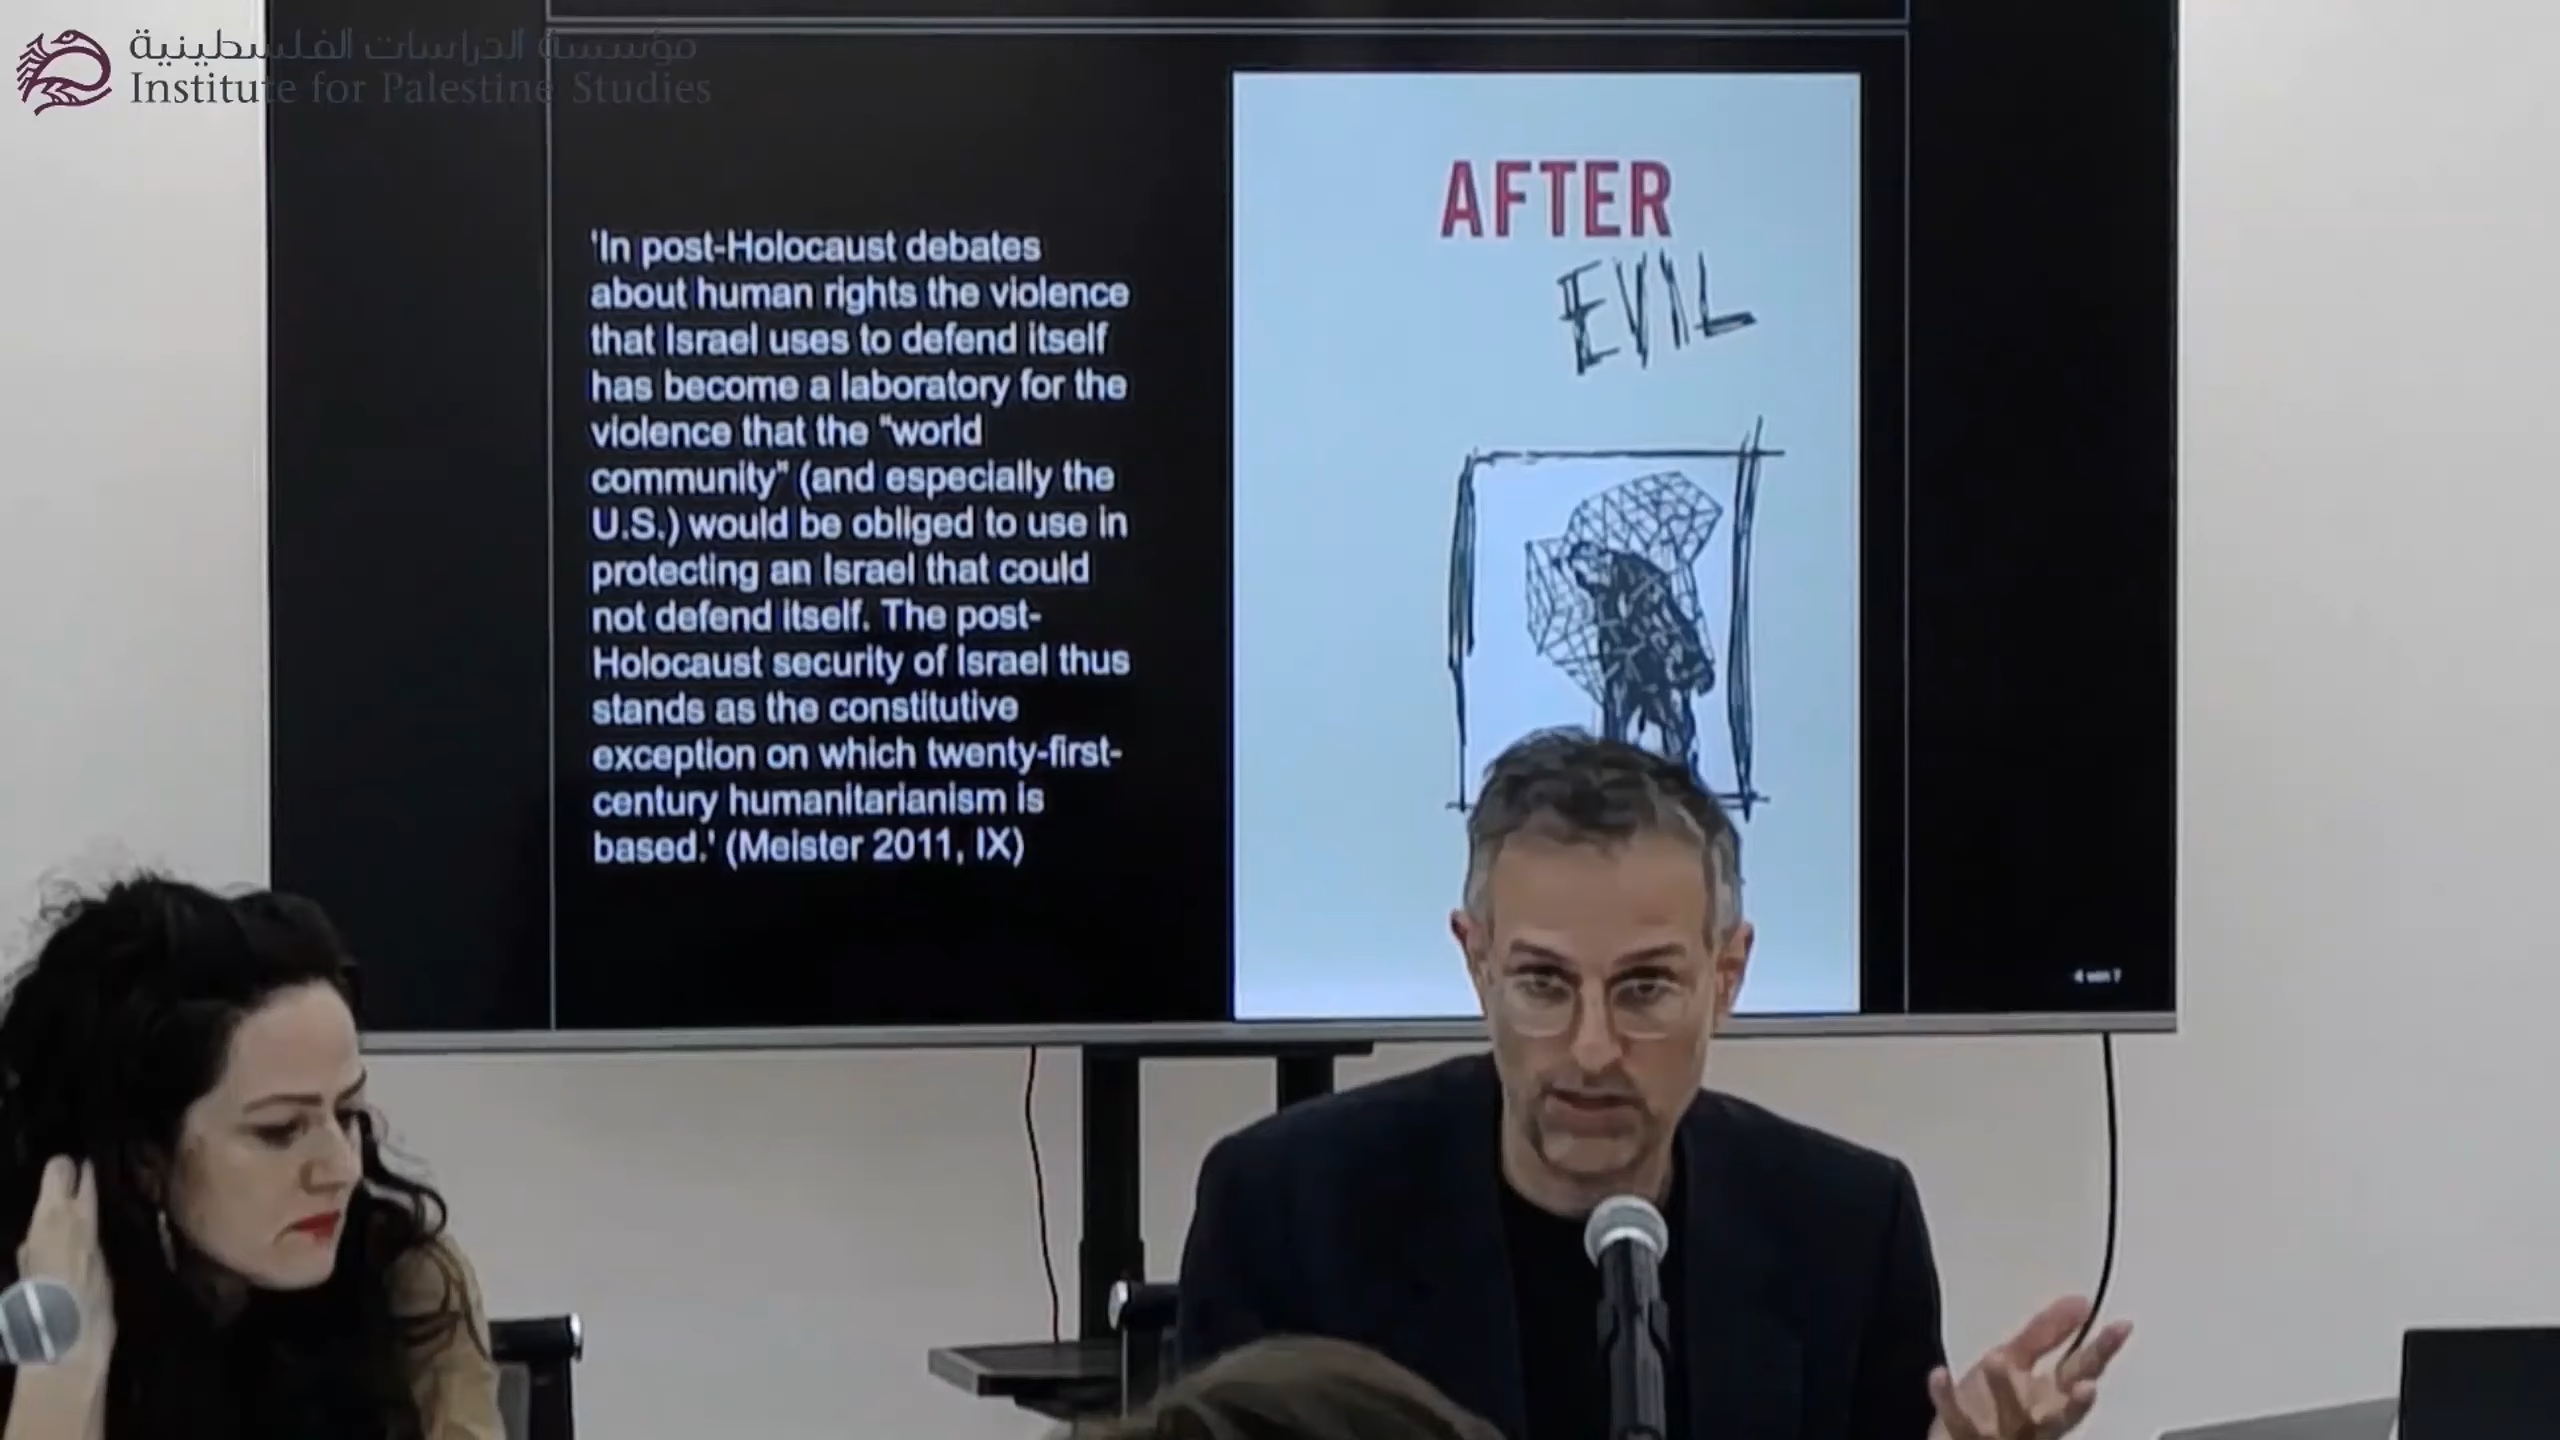 مؤسسة الدراسات الفلسطينية
Institute for Palestine Studies
'In post-Holocaust debates
about human rights the violence
that Israel uses to defend itself
has become a laboratory for the
violence that the "world
community" (and especially the
U.S.) would be obliged to use in
protecting an Israel that could
not defend itself. The post-
Holocaust security of Israel thus
stands as the constitutive
exception on which twenty-first-
century humanitarianism is
based.' (Meister 2011, IX)
AFTER
EVIL
4 von 7